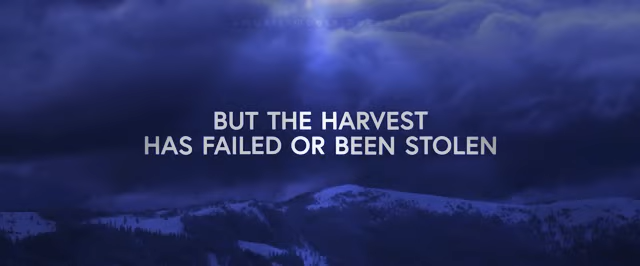 BUT THE HARVEST
HAS FAILED OR BEEN STOLEN